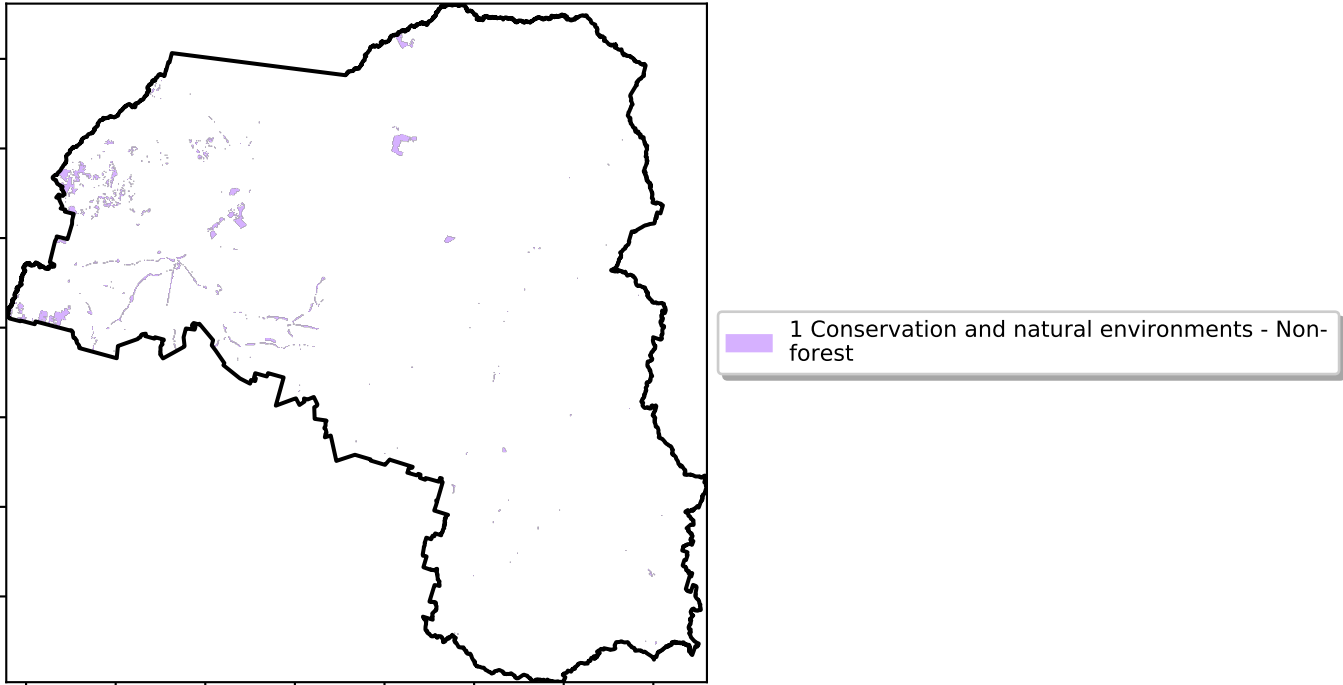 1 Conservation and natural environments - Non-
forest